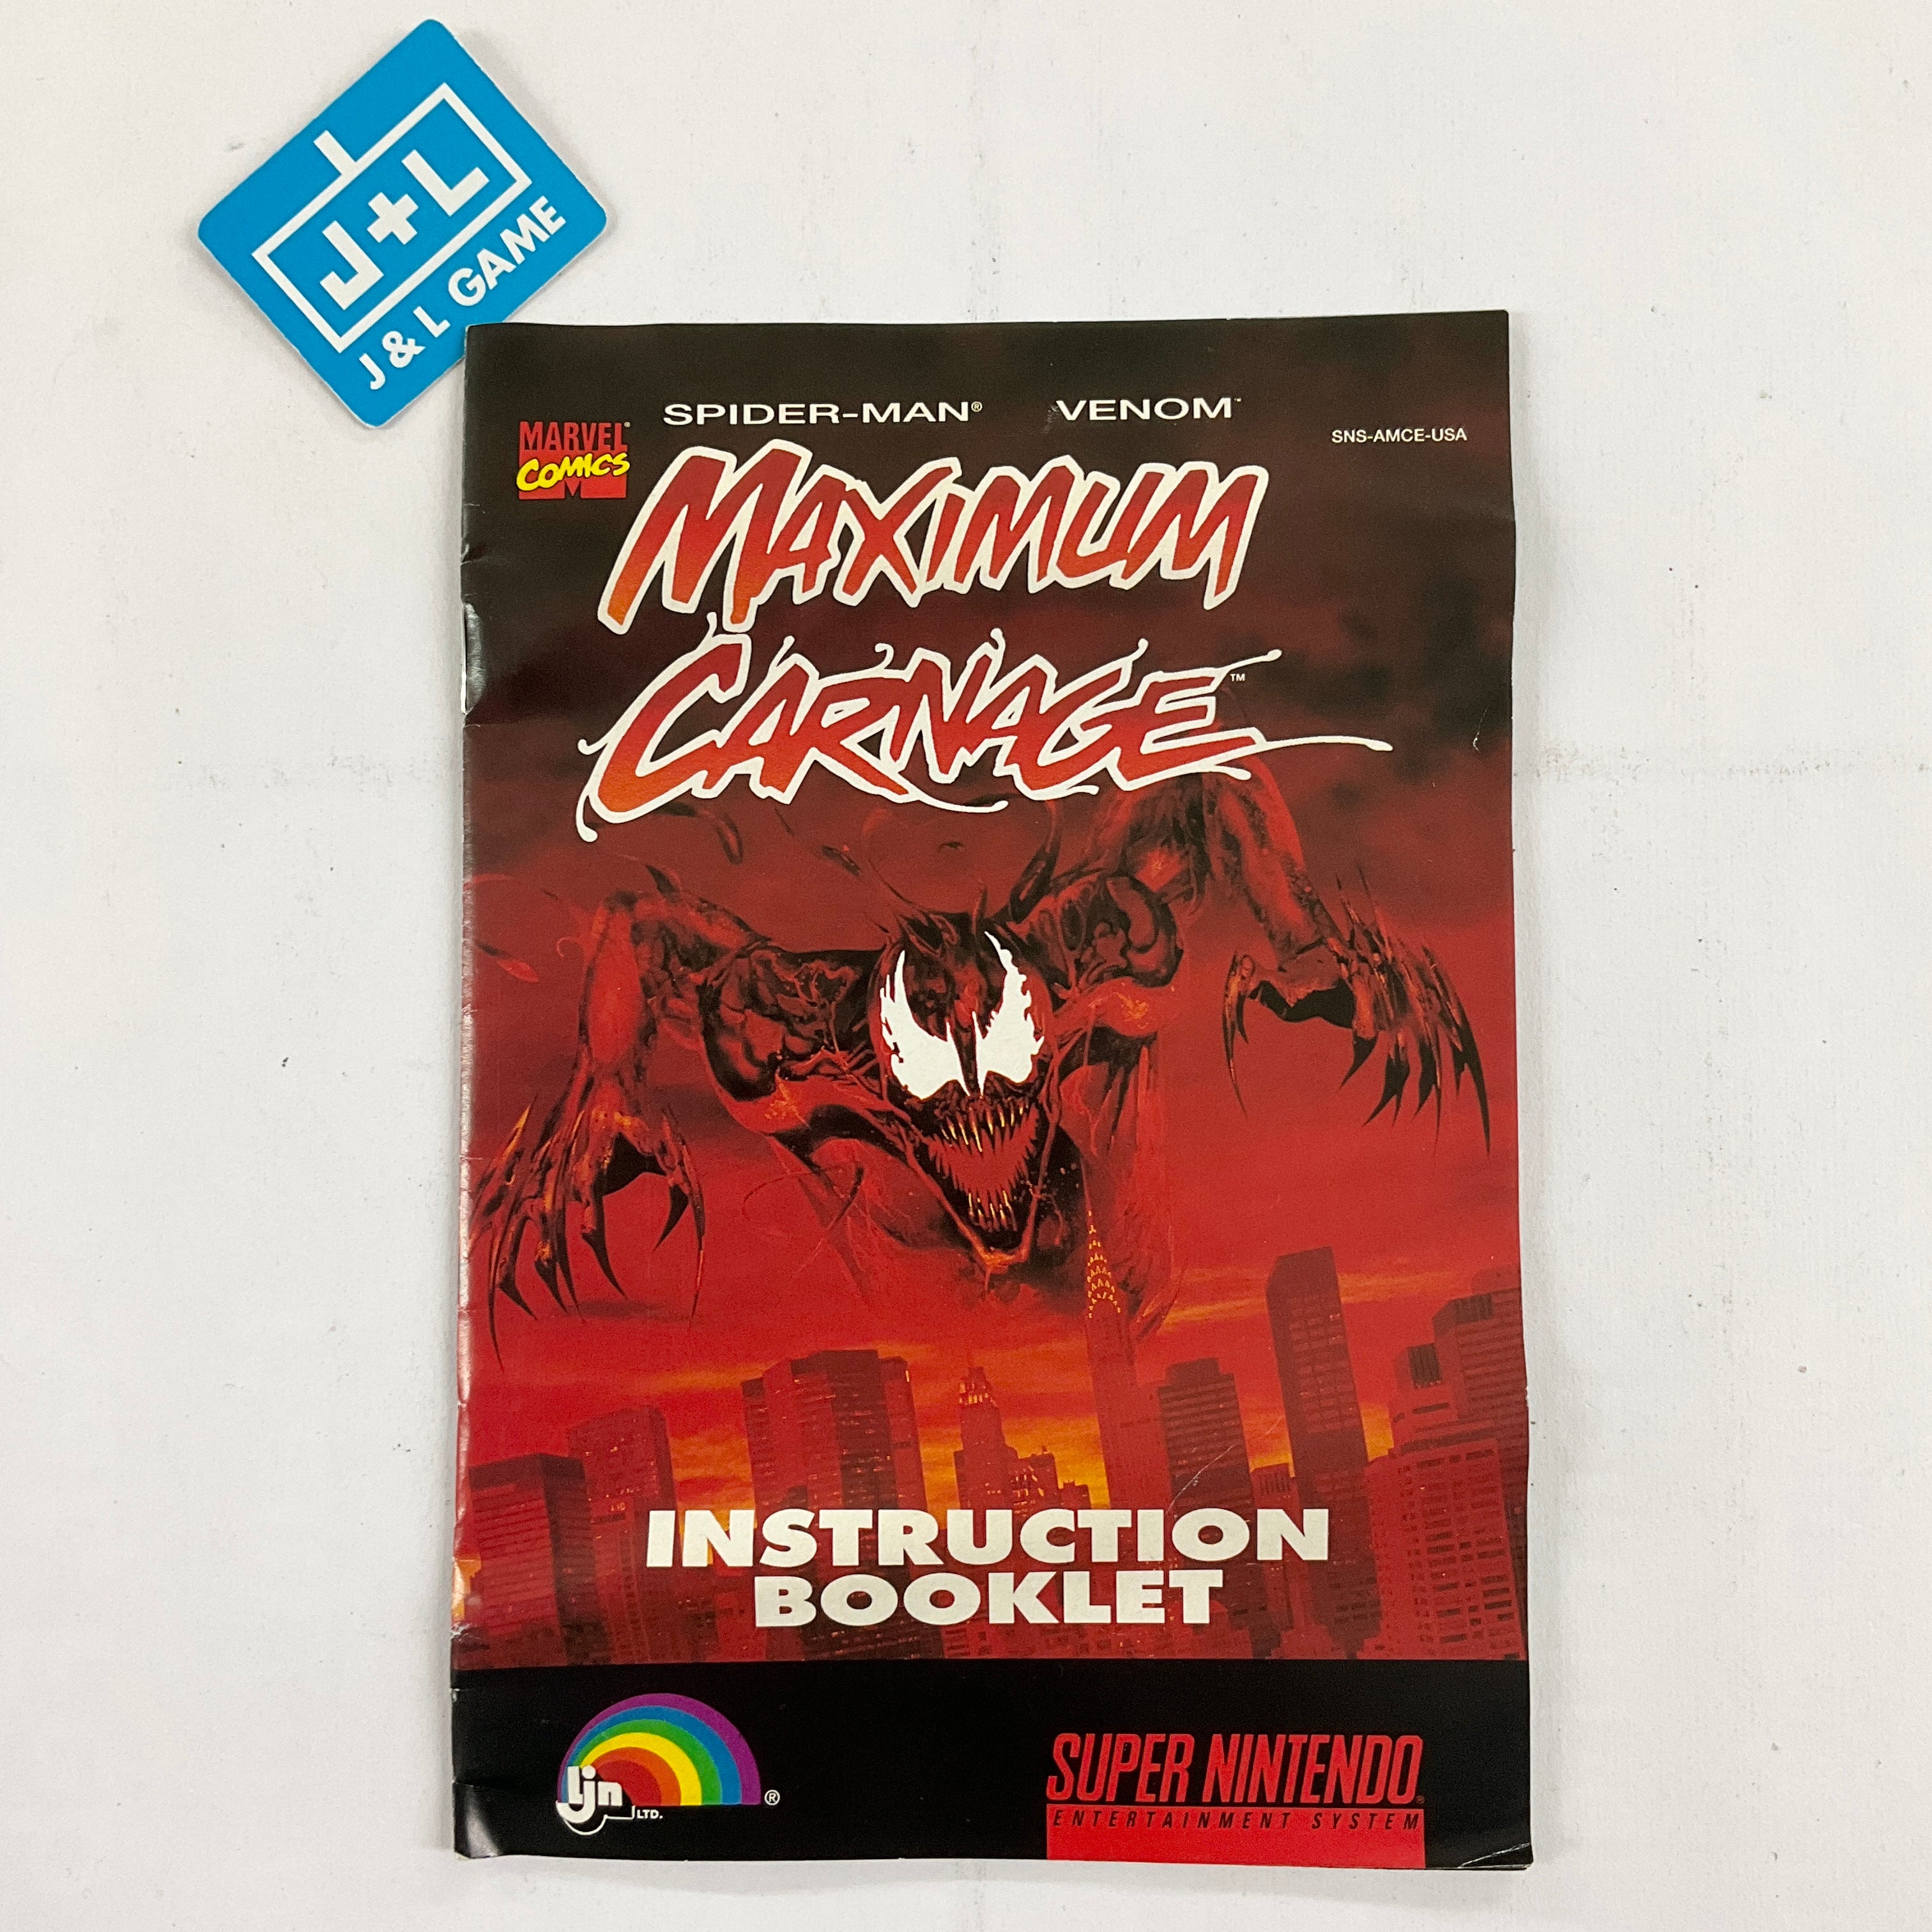 J+L
J & L GAME
SPIDER-MAN® VENOM™
MARVEL®
COMICS
SNS-AMCE-USA
MAXIMUM
CARNAGE™
INSTRUCTION
BOOKLET
Ljn LTD. ®
SUPER NINTENDO®
ENTERTAINMENT SYSTEM